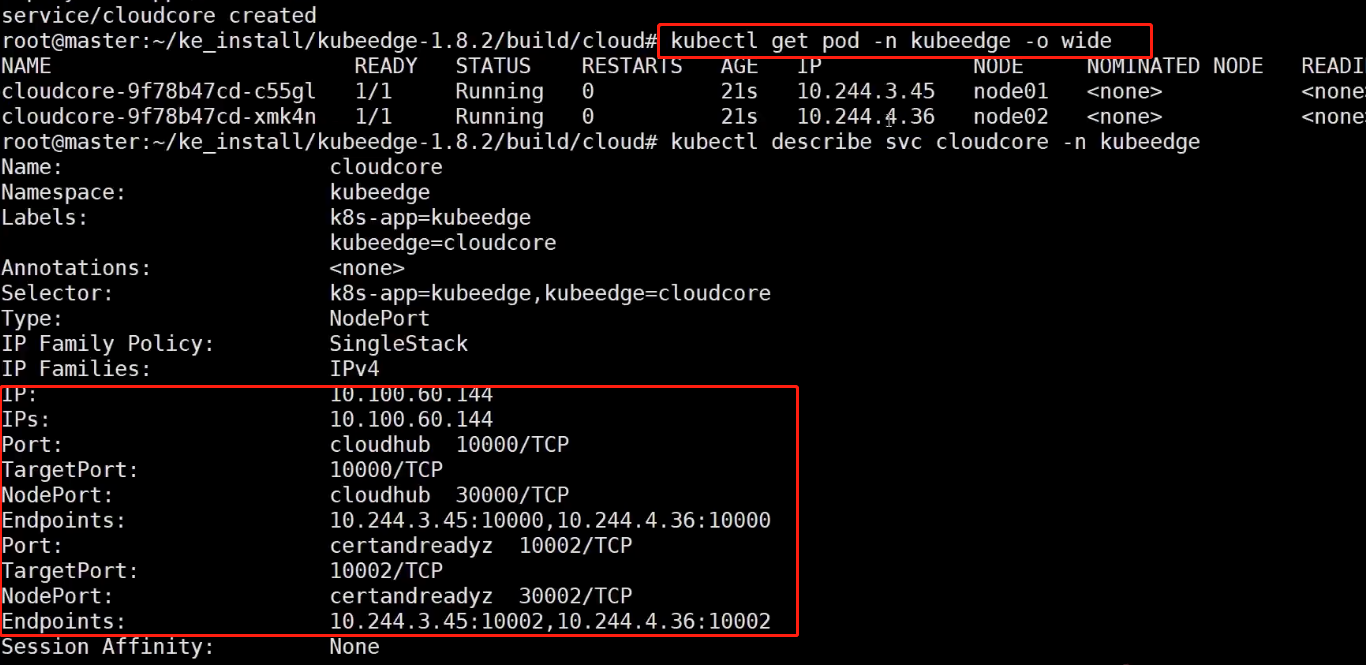 service/cloudcore created
root@master:~/ke_install/kubeedge-1.8.2/build/cloud# kubectl get pod -n kubeedge -o wide
NAME READY STATUS RESTARTS AGE IP NODE NOMINATED NODE READI
cloudcore-9f78b47cd-c55gl 1/1 Running 0 21s 10.244.3.45 node01 <none> <none
cloudcore-9f78b47cd-xmk4n 1/1 Running 0 21s 10.244.4.36 node02 <none> <none
root@master:~/ke_install/kubeedge-1.8.2/build/cloud# kubectl describe svc cloudcore -n kubeedge
Name: cloudcore
Namespace: kubeedge
Labels: k8s-app=kubeedge
kubeedge=cloudcore
Annotations: <none>
Selector: k8s-app=kubeedge,kubeedge=cloudcore
Type: NodePort
IP Family Policy: SingleStack
IP Families: IPv4
IP: 10.100.60.144
IPs: 10.100.60.144
Port: cloudhub 10000/TCP
TargetPort: 10000/TCP
NodePort: cloudhub 30000/TCP
Endpoints: 10.244.3.45:10000,10.244.4.36:10000
Port: certandreadyz 10002/TCP
TargetPort: 10002/TCP
NodePort: certandreadyz 30002/TCP
Endpoints: 10.244.3.45:10002,10.244.4.36:10002
Session Affinity: None